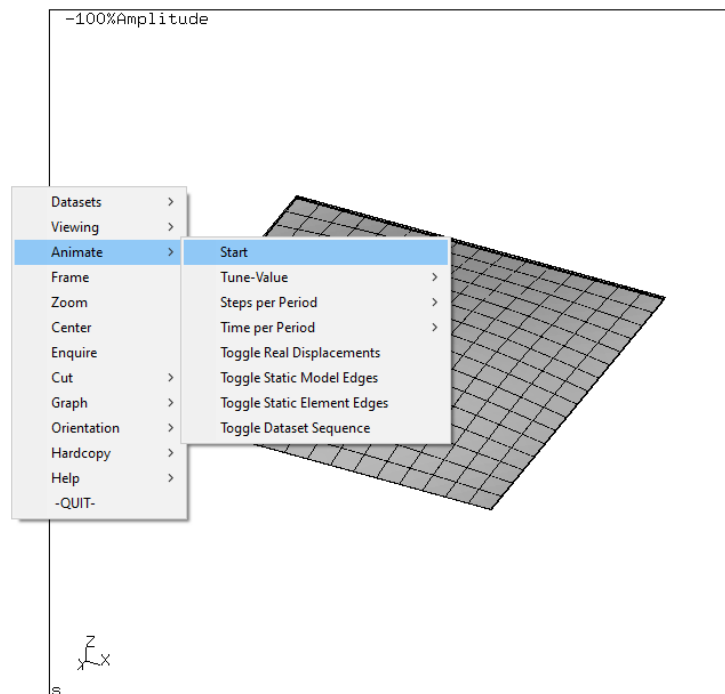 -100%Amplitude
Datasets >
Viewing >
Animate >
Frame
Zoom
Center
Enquire
Cut >
Graph >
Orientation >
Hardcopy >
Help >
-QUIT-
Start
Tune-Value >
Steps per Period >
Time per Period >
Toggle Real Displacements
Toggle Static Model Edges
Toggle Static Element Edges
Toggle Dataset Sequence
Z
X
s